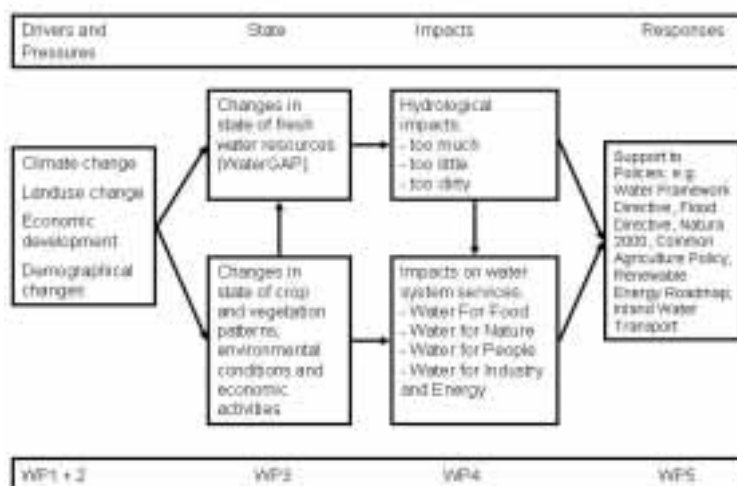 Drivers and Pressures State Impacts Responses
Climate change
Landuse change
Economic
development
Demographical
changes
Changes in
state of fresh
water resources
(WaterGAP)
Changes in
state of crop
and vegetation
patterns,
environmental
conditions and
economic
activities
Hydrological
impacts:
- too much
- too little
- too dirty
Impacts on water
system services:
- Water For Food
- Water for Nature
- Water for People
- Water for Industry
and Energy
Support to
Policies: e.g.
Water Framework
Directive, Flood
Directive, Natura
2000, Common
Agriculture Policy;
Renewable
Energy Roadmap;
Inland Water
Transport
WP1 + 2 WP3 WP4 WP5